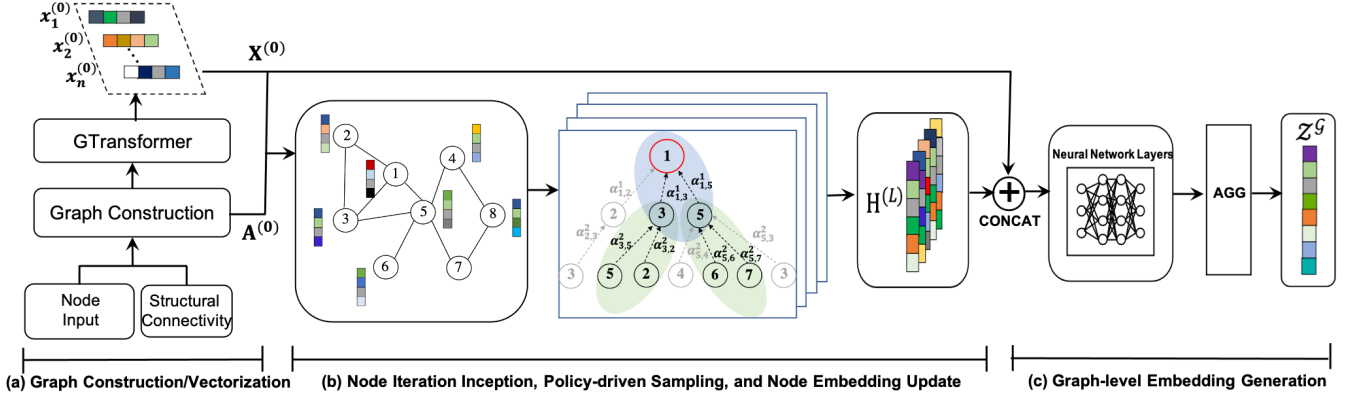 x₁⁽⁰⁾
x₂⁽⁰⁾
xₙ⁽⁰⁾
X⁽⁰⁾
GTransformer
Graph Construction
A⁽⁰⁾
Node
Input
Structural
Connectivity
2
1
3
4
5
8
6
7
1
α¹₁,₂
α¹₁,₃
α¹₁,₅
2
3
5
α²₂,₃
α²₃,₅
α²₃,₂
α²₅,₄
α²₅,₆
α²₅,₇
α²₅,₃
3
5
2
4
6
7
3
H⁽ᴸ⁾
+
CONCAT
Neural Network Layers
AGG
𝒵^𝒢
(a) Graph Construction/Vectorization
(b) Node Iteration Inception, Policy-driven Sampling, and Node Embedding Update
(c) Graph-level Embedding Generation